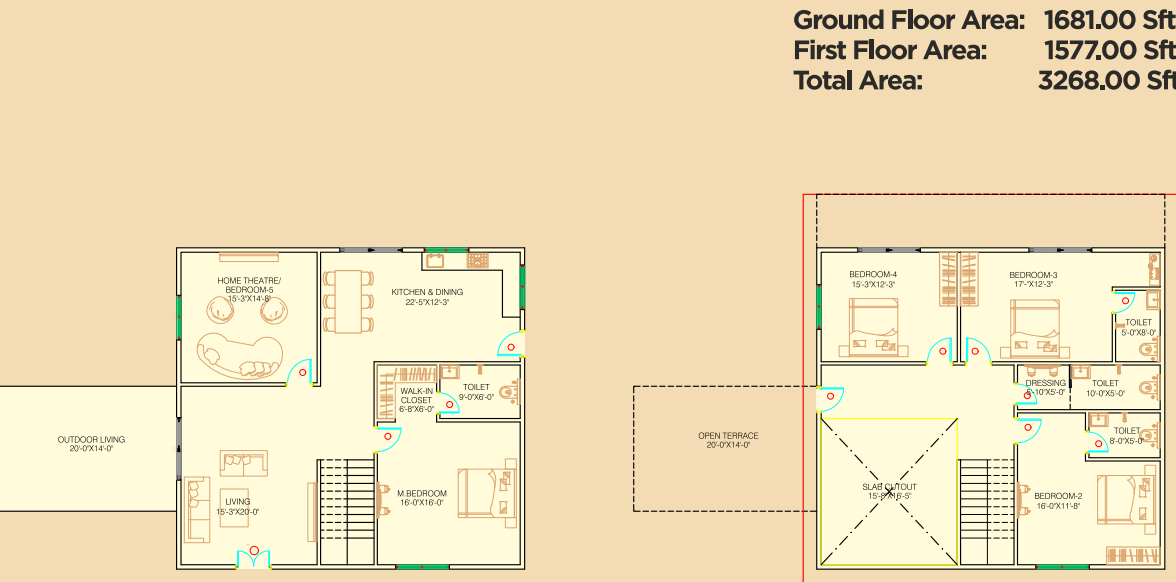 Ground Floor Area: 1681.00 Sft
First Floor Area: 1577.00 Sft
Total Area: 3268.00 Sft
HOME THEATRE/
BEDROOM-5
15'-3"X14'-8"
KITCHEN & DINING
22'-5"X12'-3"
WALK-IN
CLOSET
6'-8"X6'-0"
TOILET
9'-0"X6'-0"
OUTDOOR LIVING
20'-0"X14'-0"
LIVING
15'-3"X20'-0"
M.BEDROOM
16'-0"X16'-0"
BEDROOM-4
15'-3"X12'-3"
BEDROOM-3
17'-"X12'-3"
TOILET
5'-0"X8'-0"
DRESSING
5'-10"X5'-0"
TOILET
10'-0"X5'-0"
TOILET
8'-0"X5'-0"
OPEN TERRACE
20'-0"X14'-0"
SLAB CUTOUT
BEDROOM-2
16'-0"X11'-8"